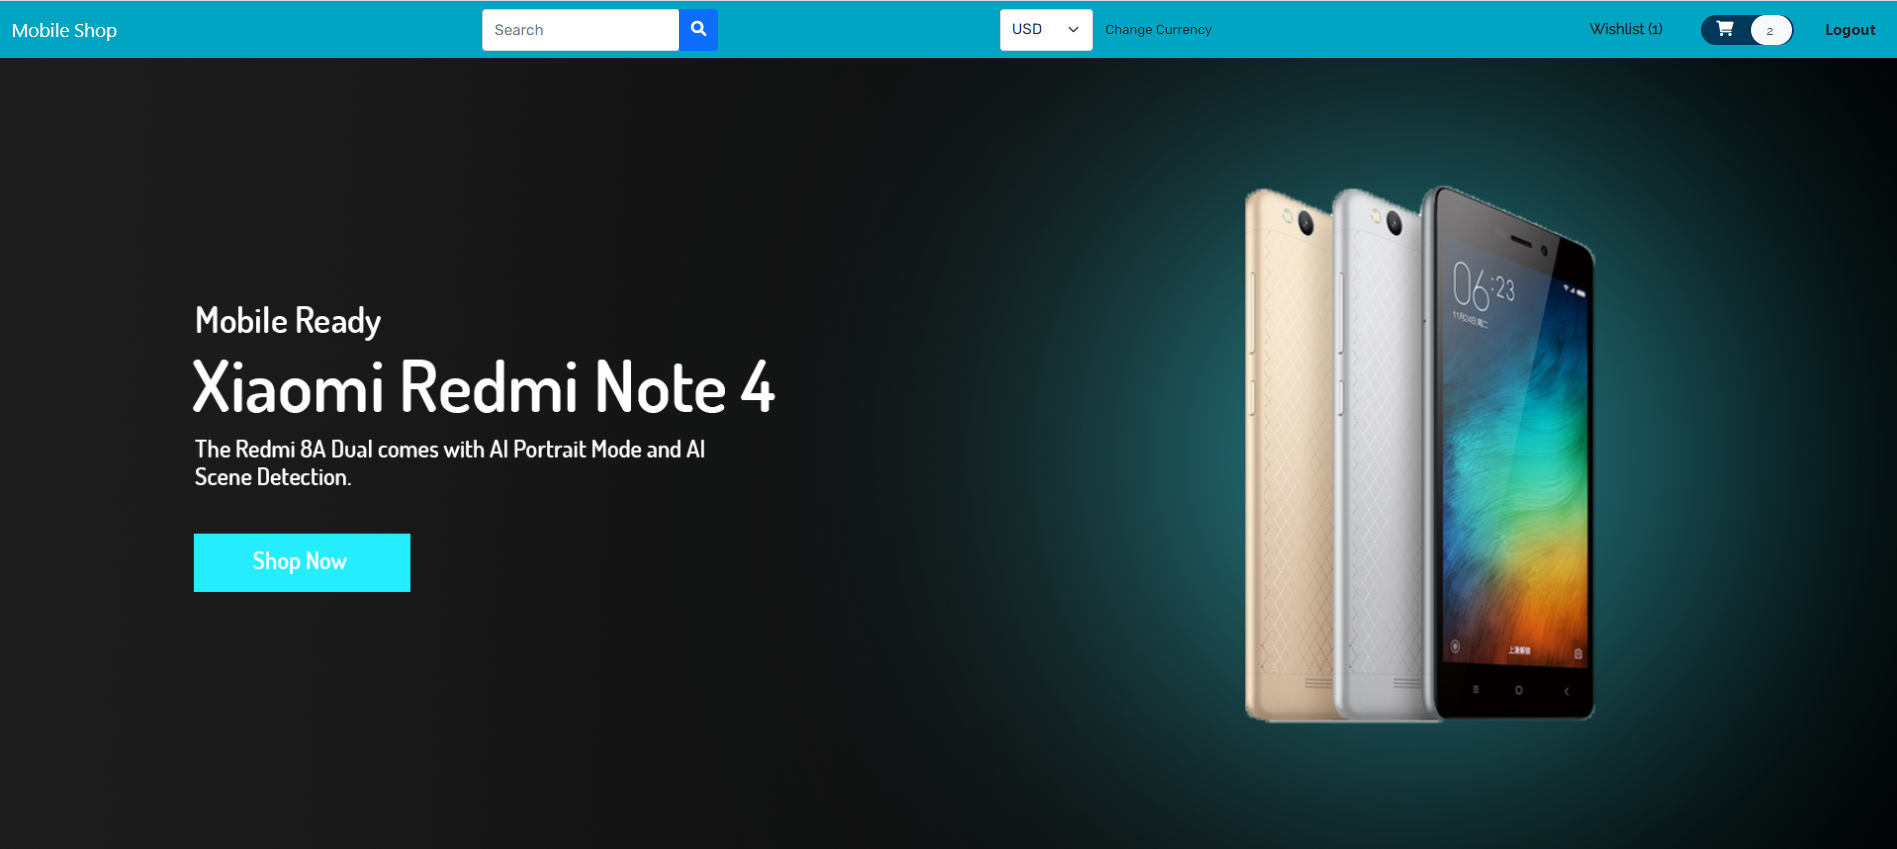 Mobile Shop
Search
USD
Change Currency
Wishlist (1)
2
Logout
Mobile Ready
Xiaomi Redmi Note 4
The Redmi 8A Dual comes with AI Portrait Mode and AI
Scene Detection.
Shop Now
06:23